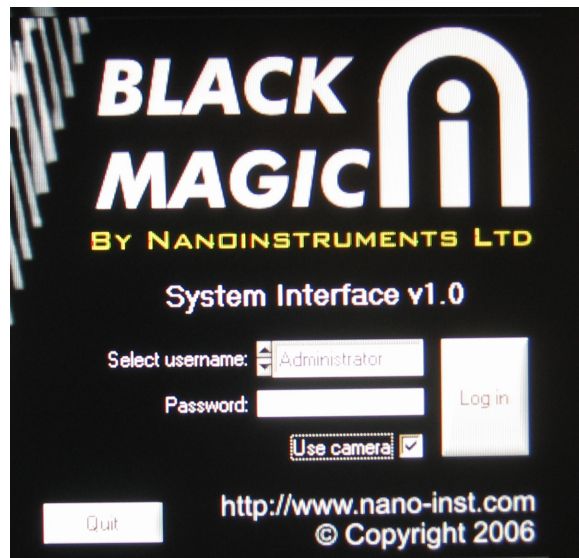 BLACK
MAGIC
BY NANOINSTRUMENTS LTD
System Interface v1.0
Select username: Administrator
Password:
Log in
Use camera
Quit
http://www.nano-inst.com
© Copyright 2006